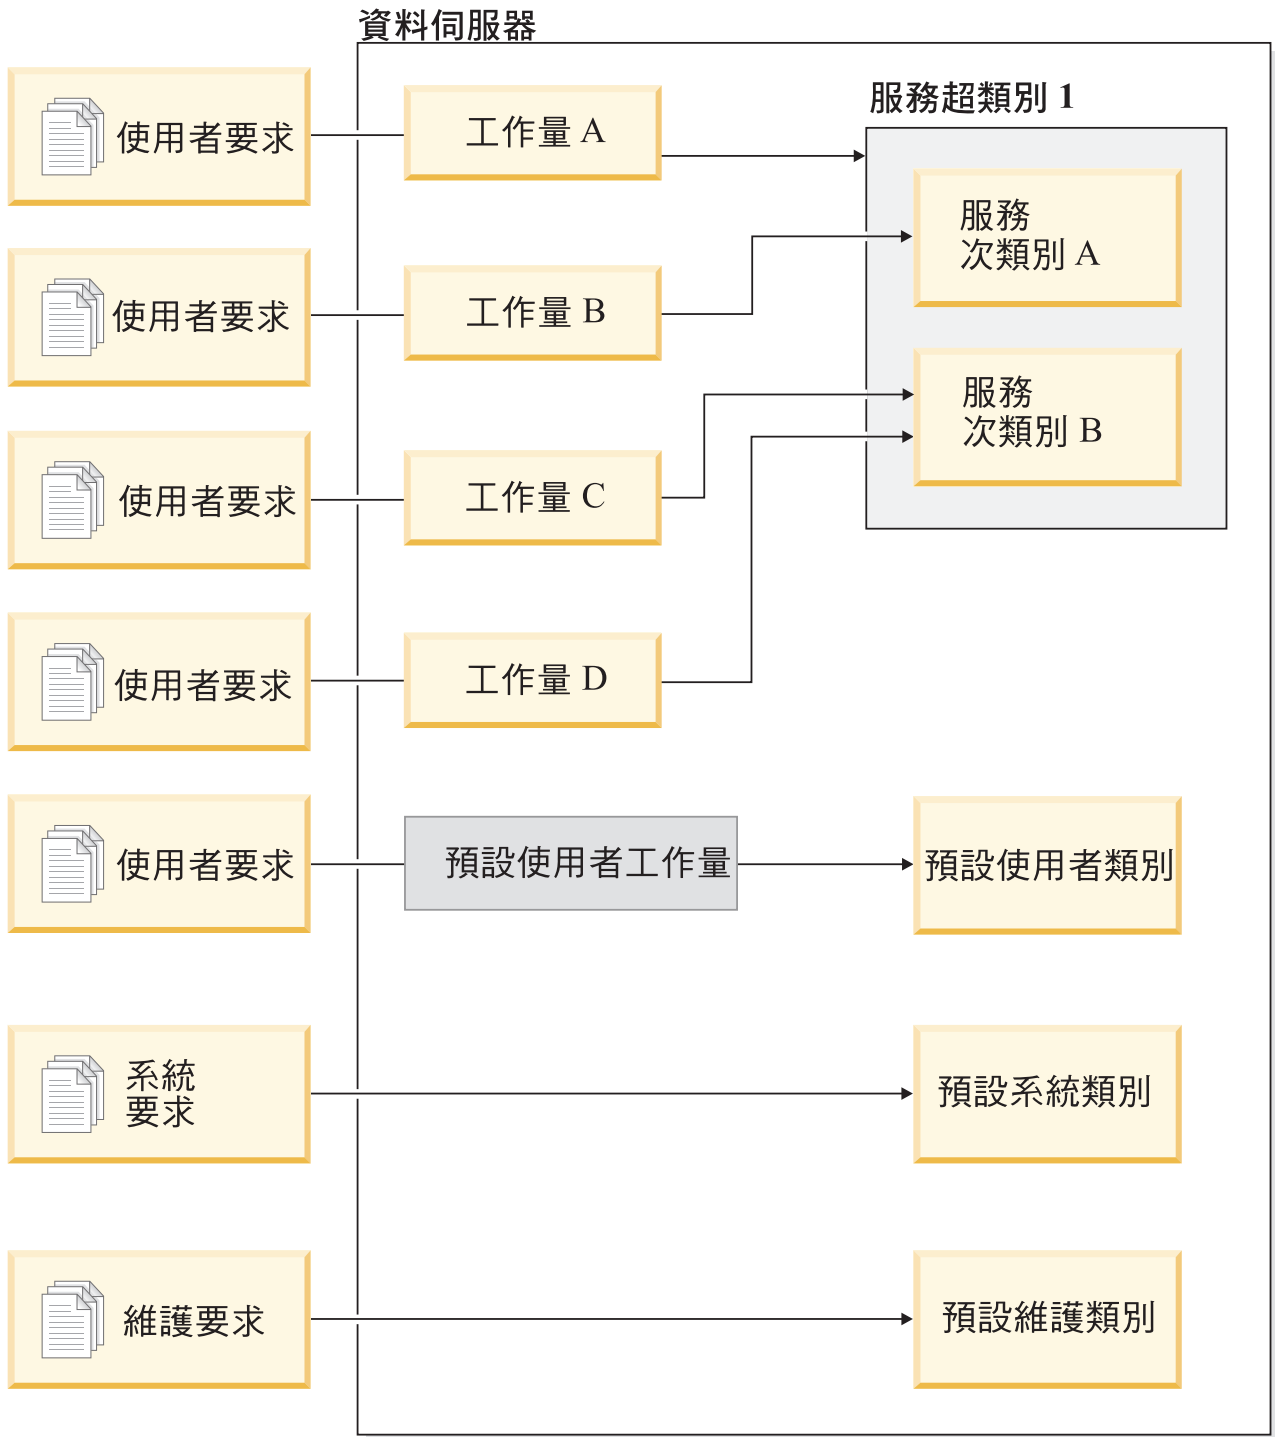 資料伺服器
服務超類別 1
使用者要求
工作量 A
服務
次類別 A
使用者要求
工作量 B
服務
次類別 B
使用者要求
工作量 C
使用者要求
工作量 D
使用者要求
預設使用者工作量
預設使用者類別
系統
要求
預設系統類別
維護要求
預設維護類別